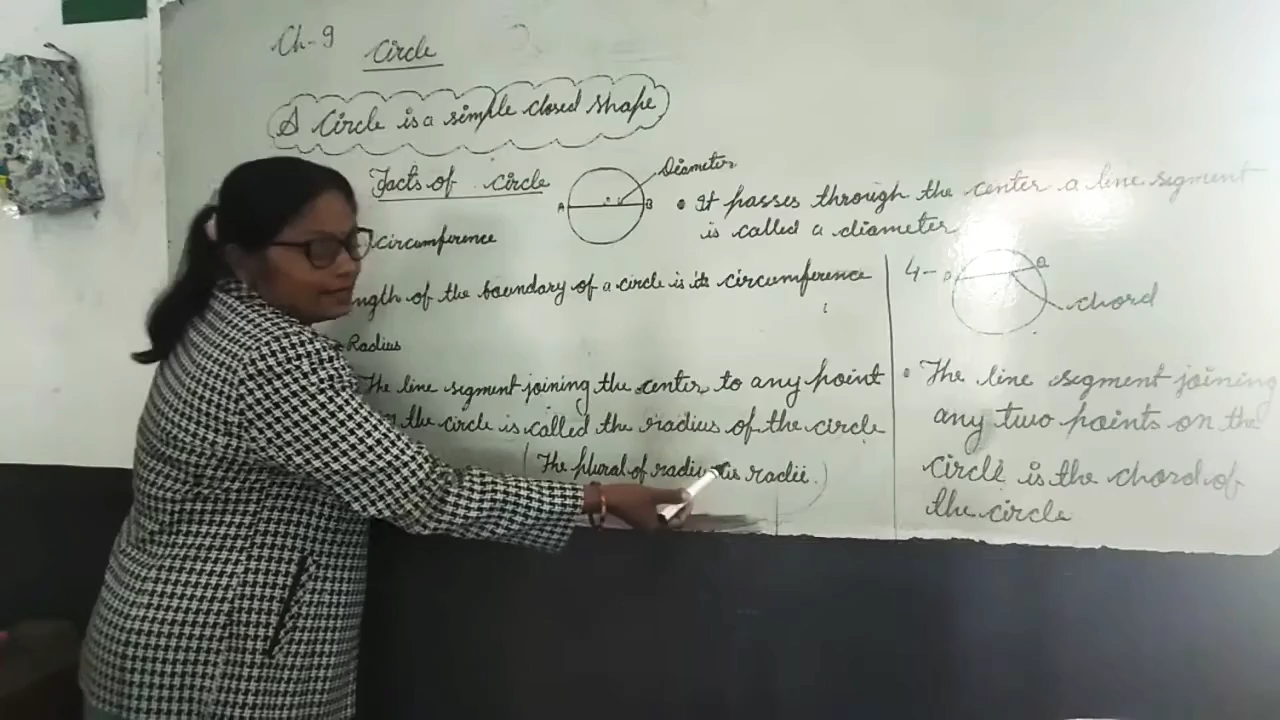 Ch-9 Circle
A Circle is a simple closed shape
Facts of Circle
Diameter
A B
• It passes through the center a line segment
is called a diameter
circumference
ngth of the boundary of a circle is its circumference
Radius
The line segment joining the center to any point
the circle is called the radius of the circle
(The plural of radius is radii.)
4-
chord
• The line segment joining
any two points on the
circle is the chord of
the circle